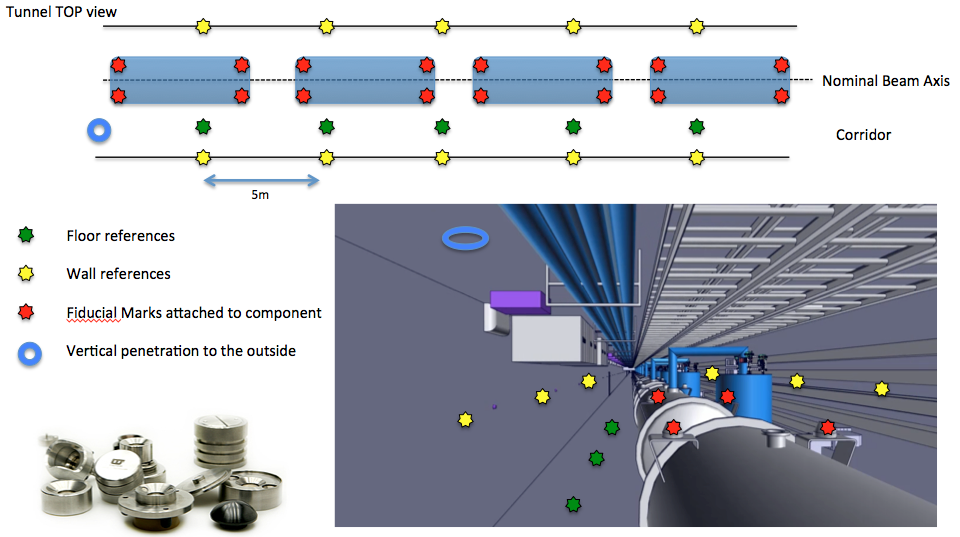 Tunnel TOP view
Nominal Beam Axis
Corridor
5m
Floor references
Wall references
Fiducial Marks attached to component
Vertical penetration to the outside